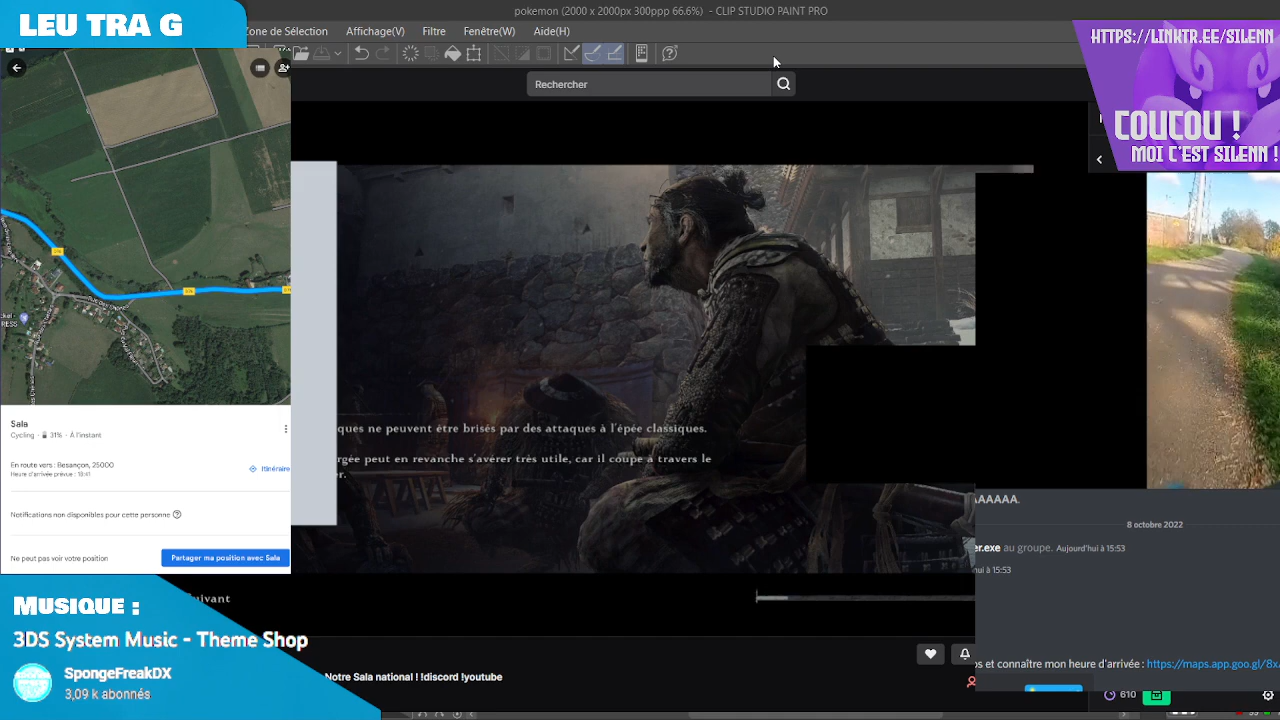 pokemon (2000 x 2000px 300ppp 66.6%) - CLIP STUDIO PAINT PRO
LEU TRA G
Zone de Sélection Affichage(V) Filtre Fenêtre(W) Aide(H)
HTTPS://LINKTR.EE/SILENN
COUCOU !
MOI C'EST SILENN !
Rechercher
RUE DES
Sala
Cycling · 31% · À l'instant
En route vers : Besançon, 25000
Itinéraire
Notifications non disponibles pour cette personne
Ne peut pas voir votre position
Partager ma position avec Sala
ques ne peuvent être brisés par des attaques à l'épée classiques.
rgée peut en revanche s'avérer très utile, car il coupe à travers le
er.
AAAAAA.
8 octobre 2022
er.exe au groupe. Aujourd'hui à 15:53
hui à 15:53
os et connaître mon heure d'arrivée : https://maps.app.goo.gl/8x
610
uivant
Musique :
3DS System Music - Theme Shop
SpongeFreakDX
3,09 k abonnés
Notre Sala national ! !discord !youtube